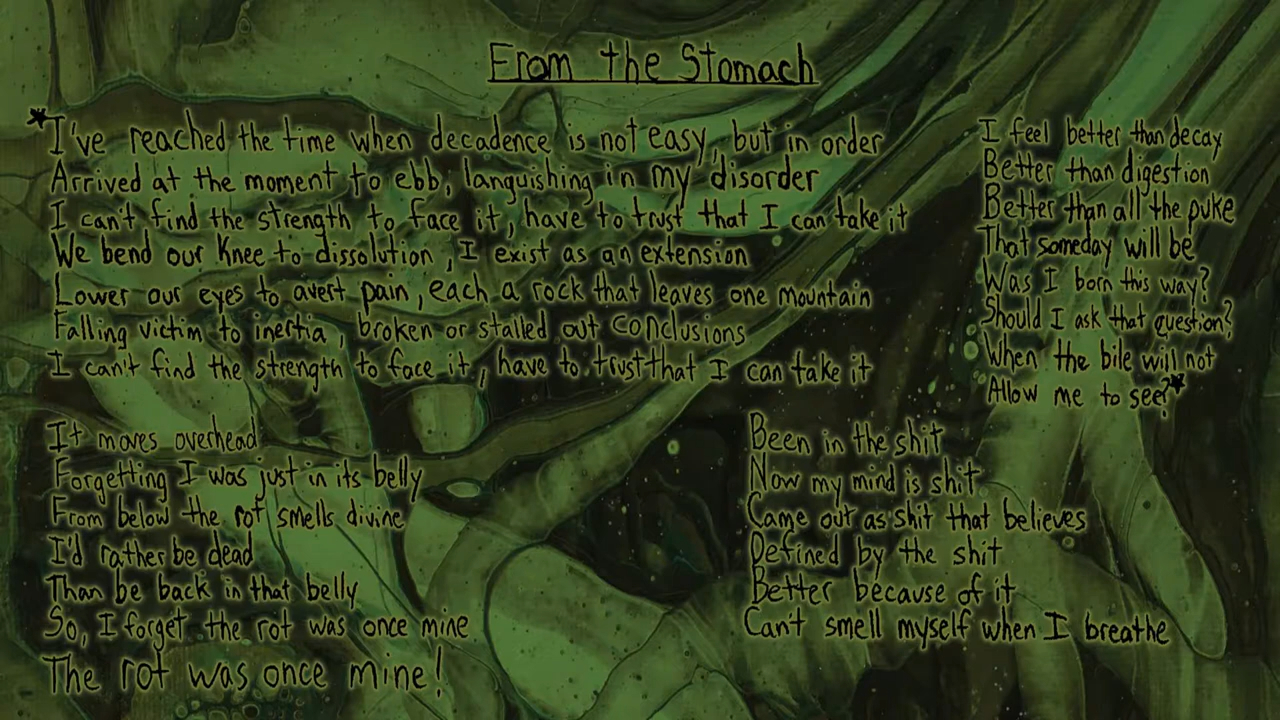 From the Stomach
*I've reached the time when decadence is not easy, but in order
Arrived at the moment to ebb, languishing in my disorder
I can't find the strength to face it, have to trust that I can take it
We bend our knee to dissolution, I exist as an extension
Lower our eyes to avert pain, each a rock that leaves one mountain
Falling victim to inertia, broken or stalled out conclusions
I can't find the strength to face it, have to trust that I can take it
I feel better than decay
Better than digestion
Better than all the puke
That someday will be
Was I born this way?
Should I ask that question?
When the bile will not
Allow me to see?*
It moves overhead
Forgetting I was just in its belly
From below the rot smells divine
I'd rather be dead
Than be back in that belly
So, I forget the rot was once mine
The rot was once mine!
Been in the shit
Now my mind is shit
Came out as shit that believes
Defined by the shit
Better because of it
Can't smell myself when I breathe